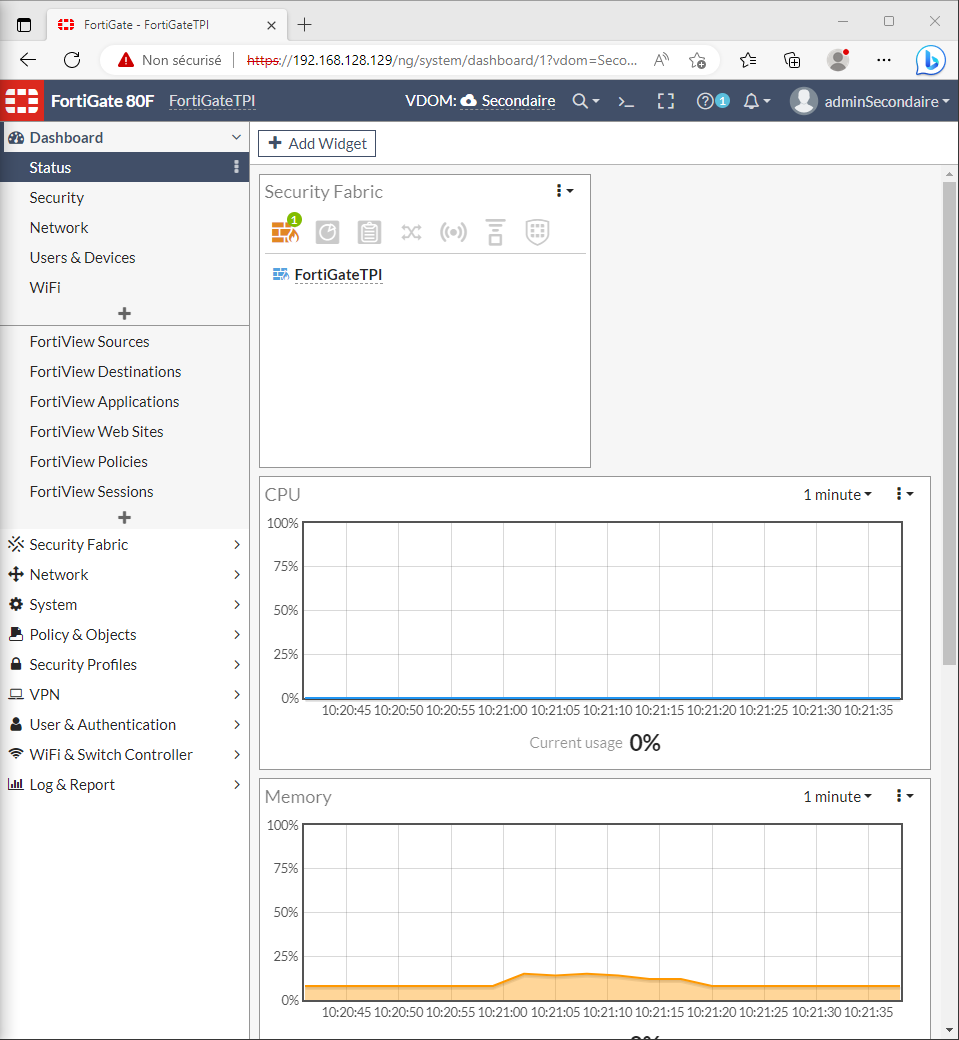 FortiGate - FortiGateTPI
Non sécurisé
https://192.168.128.129/ng/system/dashboard/1?vdom=Seco...
FortiGate 80F
FortiGateTPI
VDOM: Secondaire
1
adminSecondaire
Dashboard
Status
Security
Network
Users & Devices
WiFi
FortiView Sources
FortiView Destinations
FortiView Applications
FortiView Web Sites
FortiView Policies
FortiView Sessions
Security Fabric
Network
System
Policy & Objects
Security Profiles
VPN
User & Authentication
WiFi & Switch Controller
Log & Report
Add Widget
Security Fabric
1
FortiGateTPI
CPU
1 minute
100%
75%
50%
25%
0%
10:20:45 10:20:50 10:20:55 10:21:00 10:21:05 10:21:10 10:21:15 10:21:20 10:21:25 10:21:30 10:21:35
Current usage 0%
Memory
1 minute
100%
75%
50%
25%
0%
10:20:45 10:20:50 10:20:55 10:21:00 10:21:05 10:21:10 10:21:15 10:21:20 10:21:25 10:21:30 10:21:35